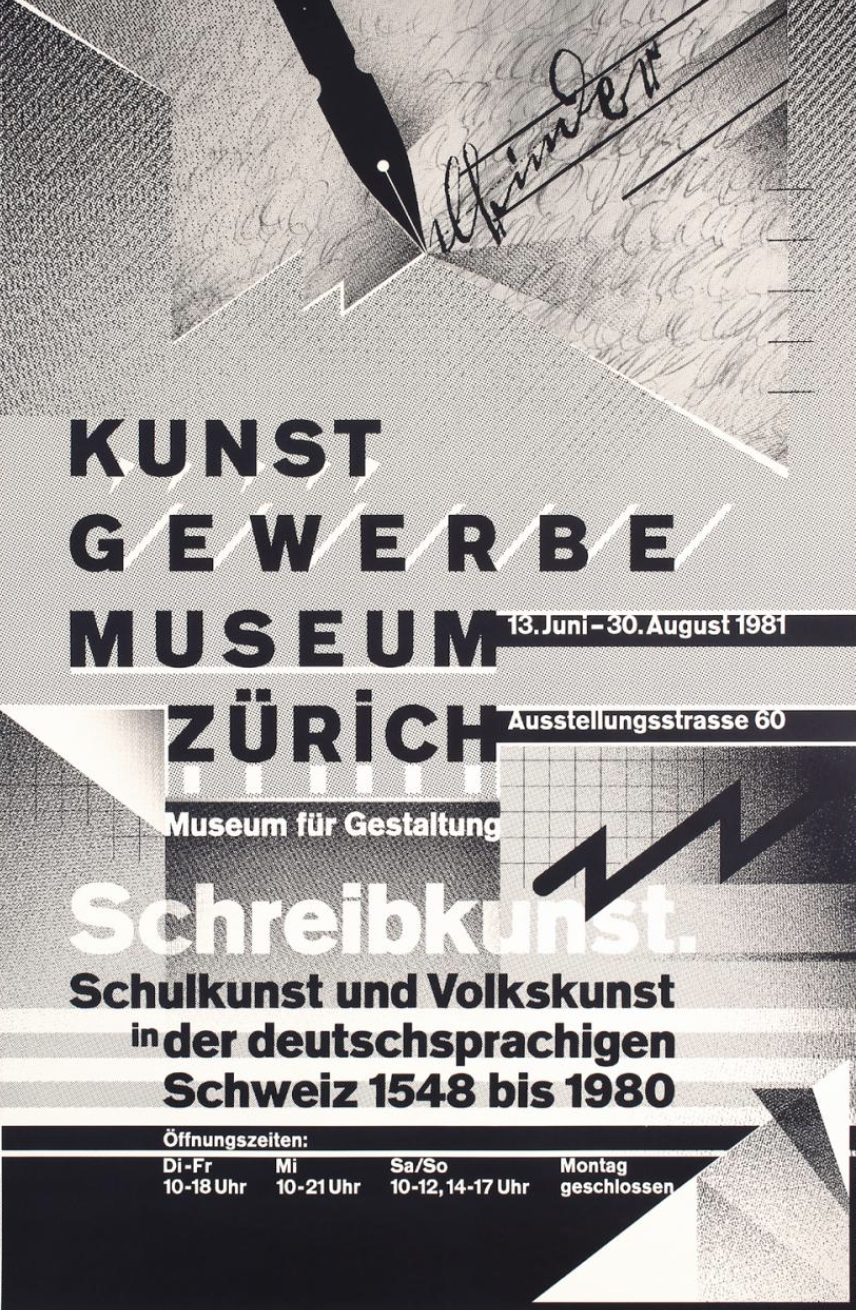 KUNST
GEWERBE
MUSEUM
13. Juni – 30. August 1981
ZÜRiCH
Ausstellungsstrasse 60
Museum für Gestaltung
Schreibkunst.
Schulkunst und Volkskunst
in der deutschsprachigen
Schweiz 1548 bis 1980
Öffnungszeiten:
Di-Fr Mi Sa/So Montag
10-18 Uhr 10-21 Uhr 10-12, 14-17 Uhr geschlossen